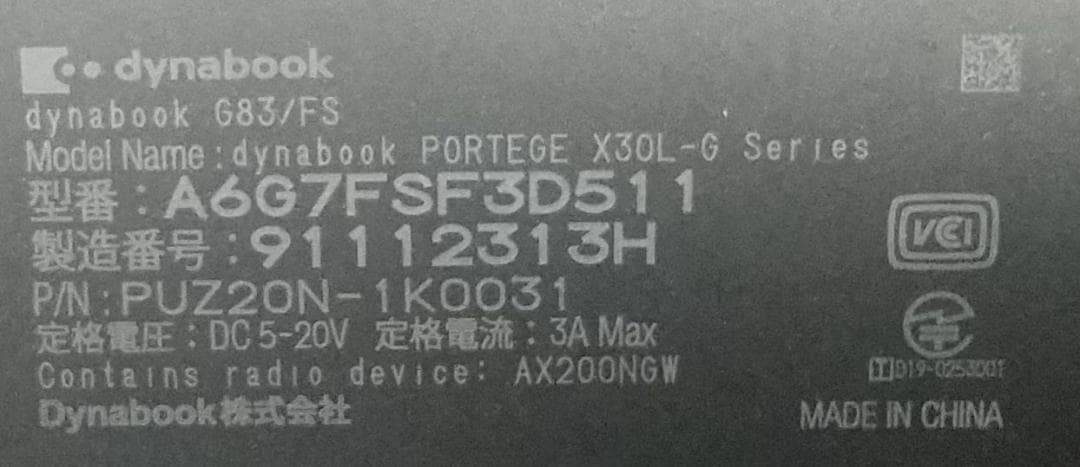 dynabook
dynabook G83/FS
Model Name:dynabook PORTEGE X30L-G Series
型番:A6G7FSF3D511
製造番号:91112313H
P/N:PUZ20N-1K0031
定格電圧:DC5-20V 定格電流:3A Max
Contains radio device: AX200NGW
Dynabook株式会社
VCCI
D19-0253001
MADE IN CHINA